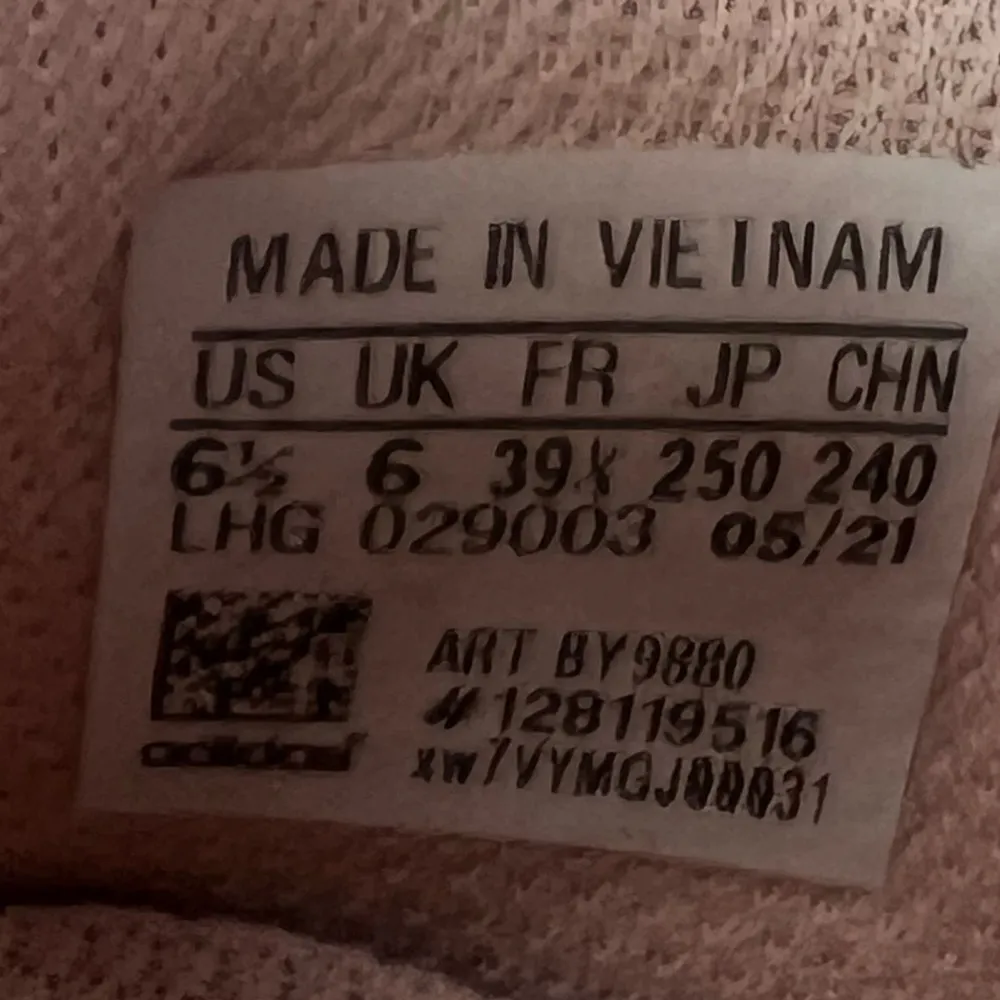 MADE IN VIETNAM
US UK FR JP CHN
6½ 6 39⅓ 250 240
LHG 029003 05/21
ART BY9880
#128119516
adidas
xw7VYMGJ00031